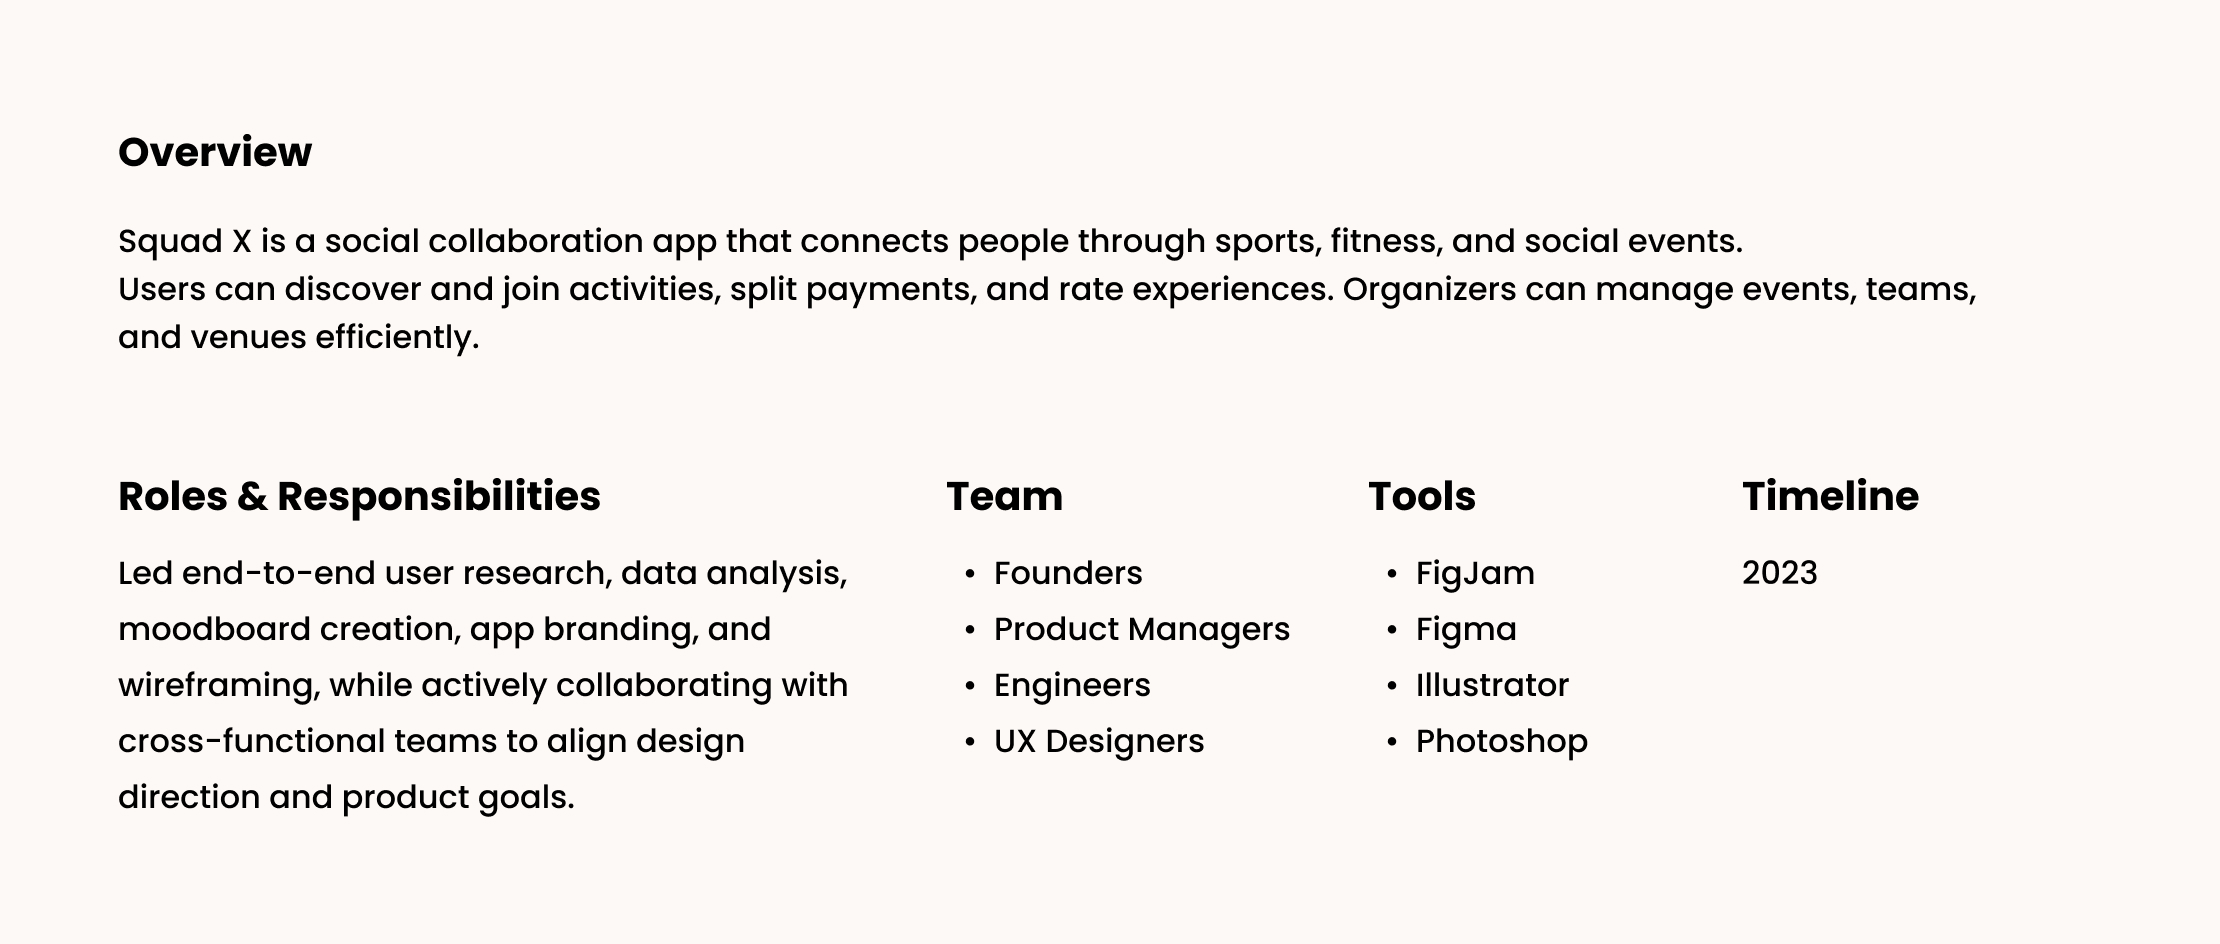 Overview
Squad X is a social collaboration app that connects people through sports, fitness, and social events.
Users can discover and join activities, split payments, and rate experiences. Organizers can manage events, teams,
and venues efficiently.
Roles & Responsibilities
Led end-to-end user research, data analysis,
moodboard creation, app branding, and
wireframing, while actively collaborating with
cross-functional teams to align design
direction and product goals.
Team
• Founders
• Product Managers
• Engineers
• UX Designers
Tools
• FigJam
• Figma
• Illustrator
• Photoshop
Timeline
2023